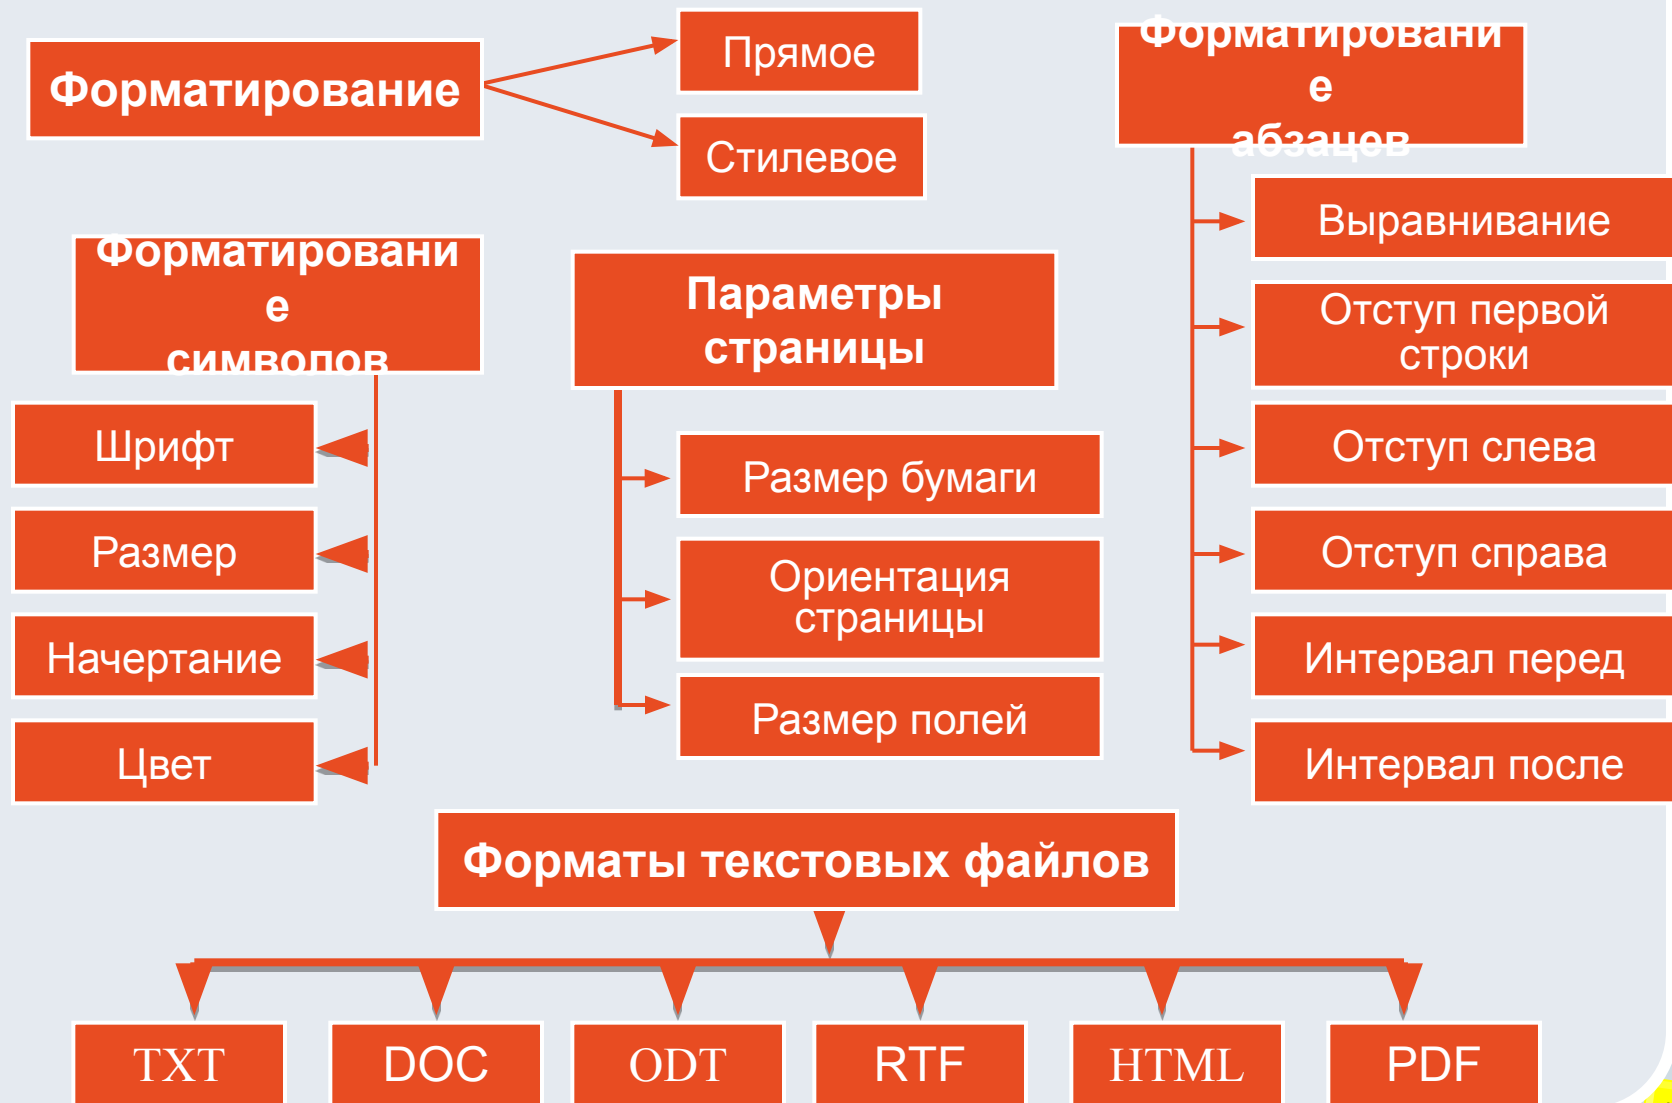 Форматирование
Прямое
Стилевое
Форматировани
е
абзацев
Выравнивание
Отступ первой
строки
Отступ слева
Отступ справа
Интервал перед
Интервал после
Форматировани
е
символов
Шрифт
Размер
Начертание
Цвет
Параметры
страницы
Размер бумаги
Ориентация
страницы
Размер полей
Форматы текстовых файлов
TXT
DOC
ODT
RTF
HTML
PDF